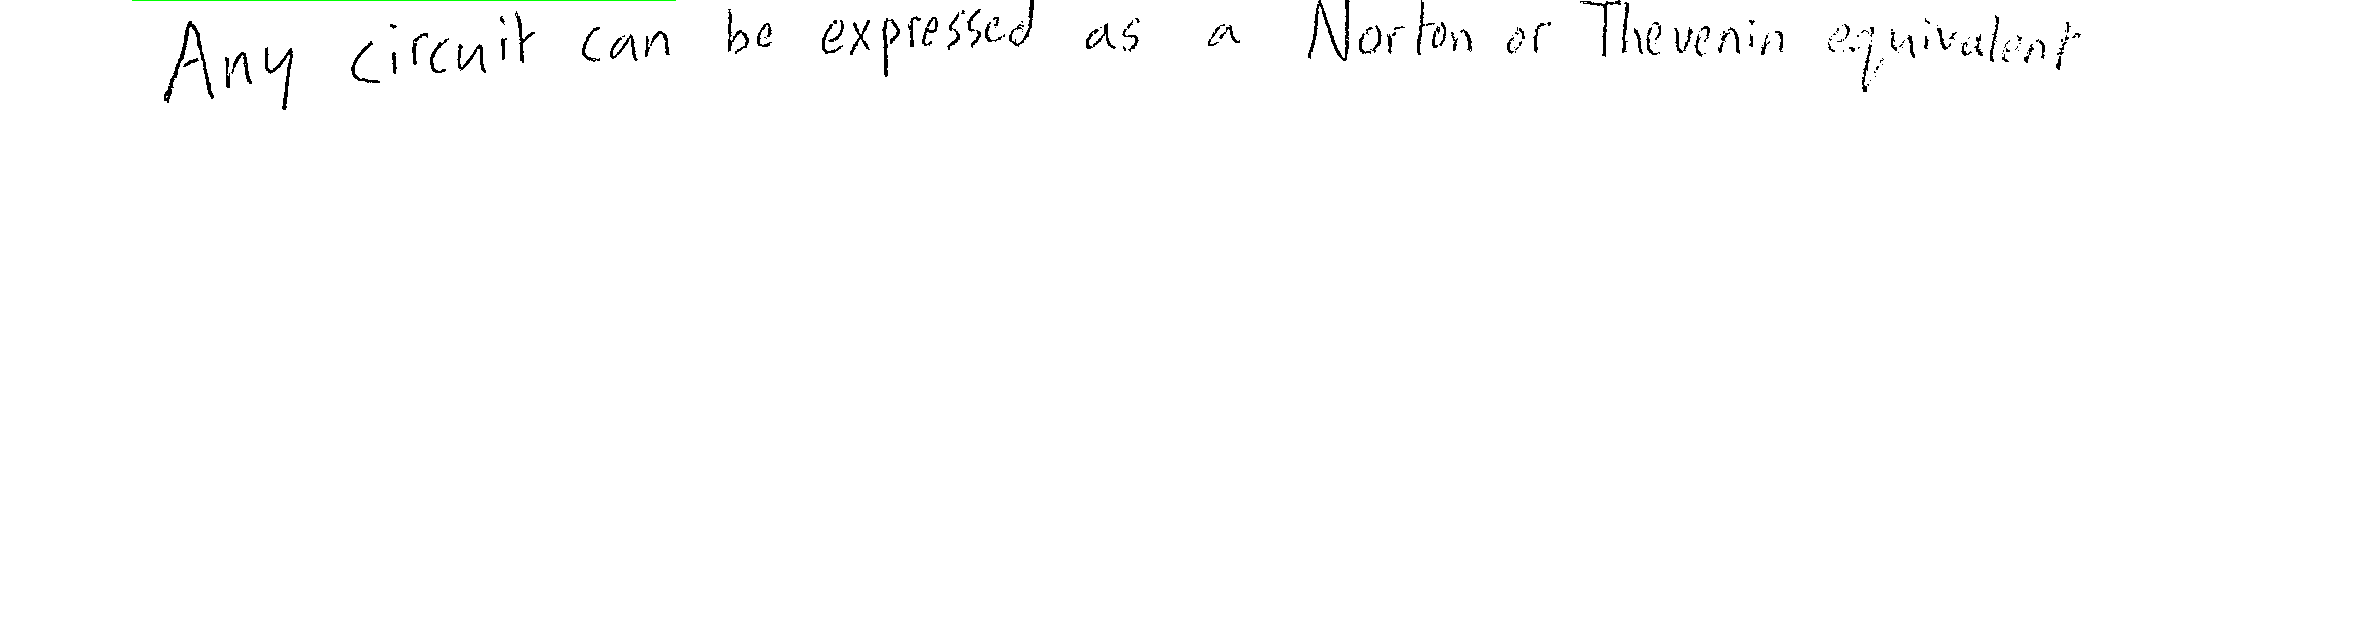 Any circuit can be expressed as a Norton or Thevenin equivalent